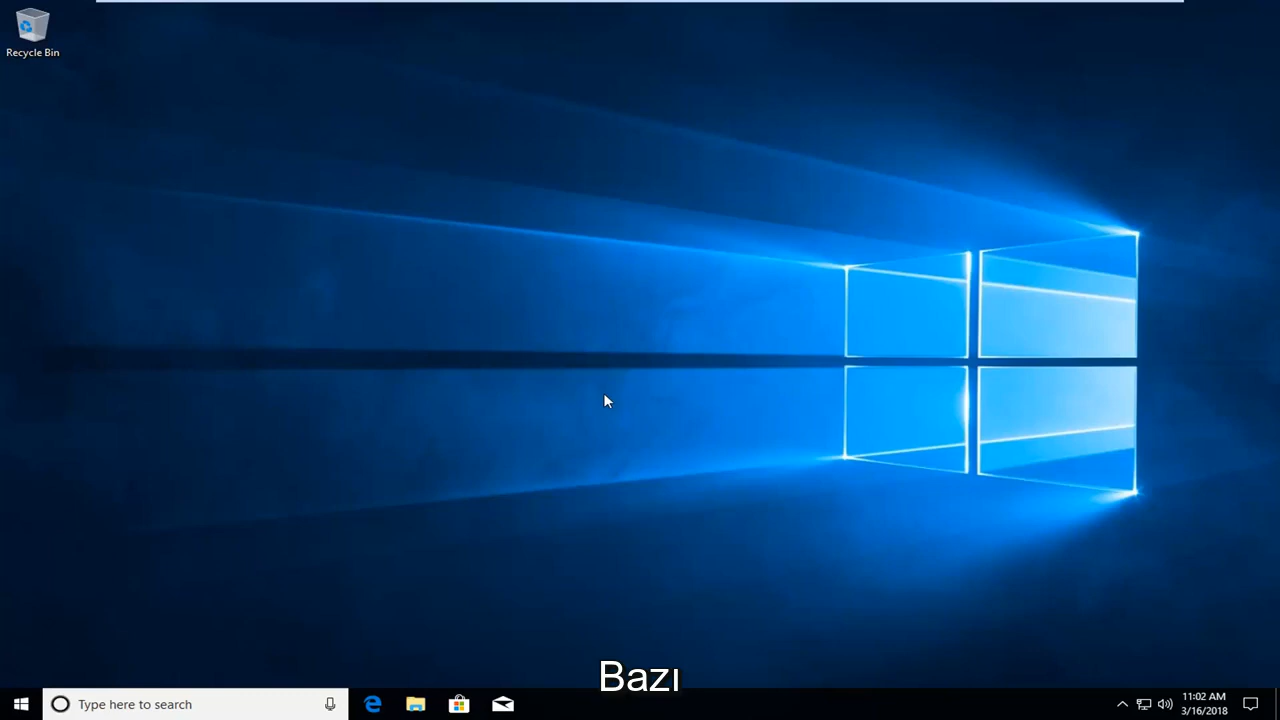 Recycle Bin
Bazı
Type here to search
11:02 AM
3/16/2018